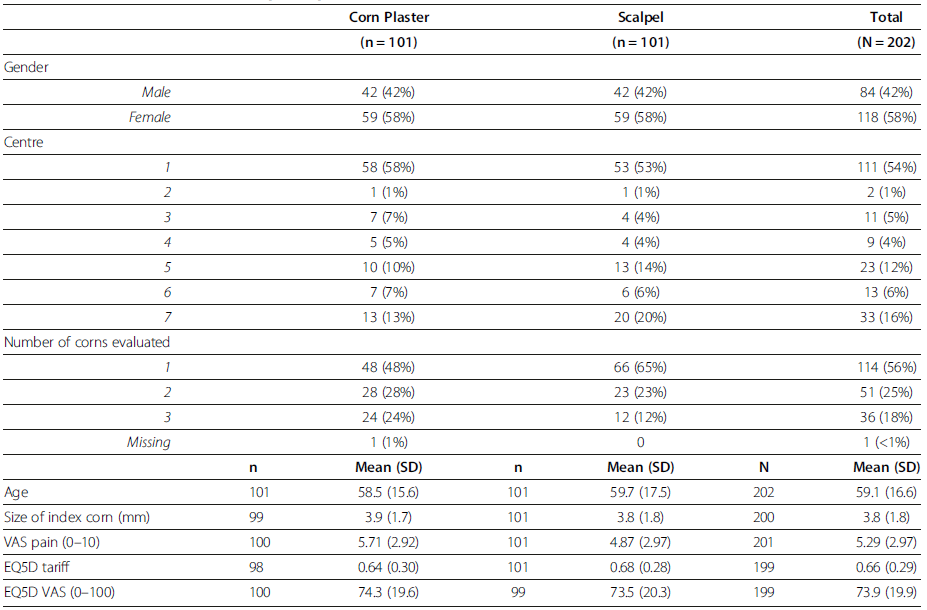 Corn Plaster Scalpel Total
(n = 101) (n = 101) (N = 202)
Gender
Male 42 (42%) 42 (42%) 84 (42%)
Female 59 (58%) 59 (58%) 118 (58%)
Centre
1 58 (58%) 53 (53%) 111 (54%)
2 1 (1%) 1 (1%) 2 (1%)
3 7 (7%) 4 (4%) 11 (5%)
4 5 (5%) 4 (4%) 9 (4%)
5 10 (10%) 13 (14%) 23 (12%)
6 7 (7%) 6 (6%) 13 (6%)
7 13 (13%) 20 (20%) 33 (16%)
Number of corns evaluated
1 48 (48%) 66 (65%) 114 (56%)
2 28 (28%) 23 (23%) 51 (25%)
3 24 (24%) 12 (12%) 36 (18%)
Missing 1 (1%) 0 1 (<1%)
n Mean (SD) n Mean (SD) N Mean (SD)
Age 101 58.5 (15.6) 101 59.7 (17.5) 202 59.1 (16.6)
Size of index corn (mm) 99 3.9 (1.7) 101 3.8 (1.8) 200 3.8 (1.8)
VAS pain (0–10) 100 5.71 (2.92) 101 4.87 (2.97) 201 5.29 (2.97)
EQ5D tariff 98 0.64 (0.30) 101 0.68 (0.28) 199 0.66 (0.29)
EQ5D VAS (0–100) 100 74.3 (19.6) 99 73.5 (20.3) 199 73.9 (19.9)